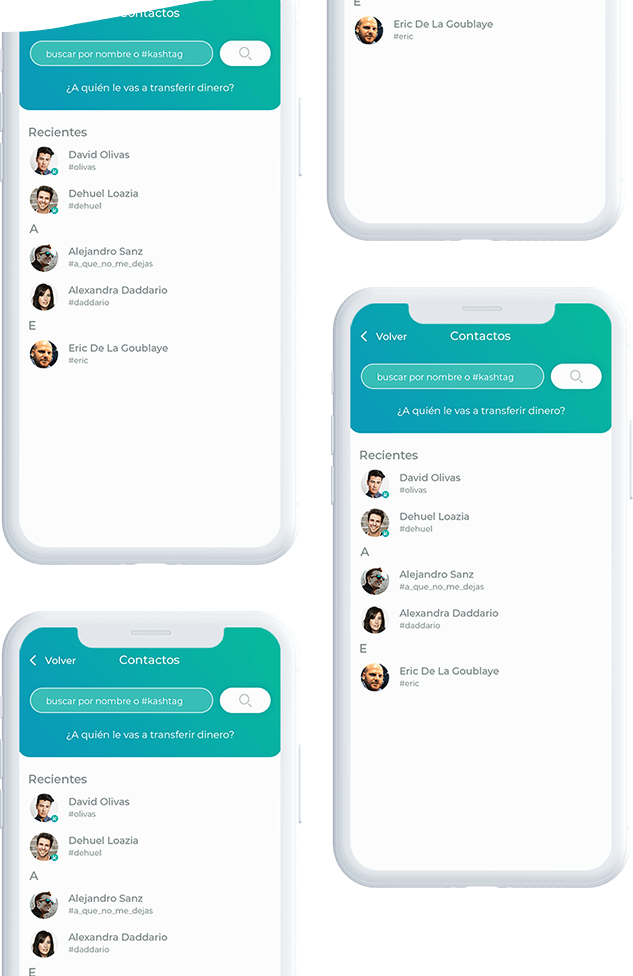 Contactos
buscar por nombre o #kashtag
¿A quién le vas a transferir dinero?
Recientes
David Olivas
#olivas
Dehuel Loazia
#dehuel
A
Alejandro Sanz
#a_que_no_me_dejas
Alexandra Daddario
#daddario
E
Eric De La Goublaye
#eric
Volver
Contactos
buscar por nombre o #kashtag
¿A quién le vas a transferir dinero?
Recientes
David Olivas
#olivas
Dehuel Loazia
#dehuel
A
Alejandro Sanz
#a_que_no_me_dejas
Alexandra Daddario
#daddario
E
E
Eric De La Goublaye
#eric
Volver
Contactos
buscar por nombre o #kashtag
¿A quién le vas a transferir dinero?
Recientes
David Olivas
#olivas
Dehuel Loazia
#dehuel
A
Alejandro Sanz
#a_que_no_me_dejas
Alexandra Daddario
#daddario
E
Eric De La Goublaye
#eric